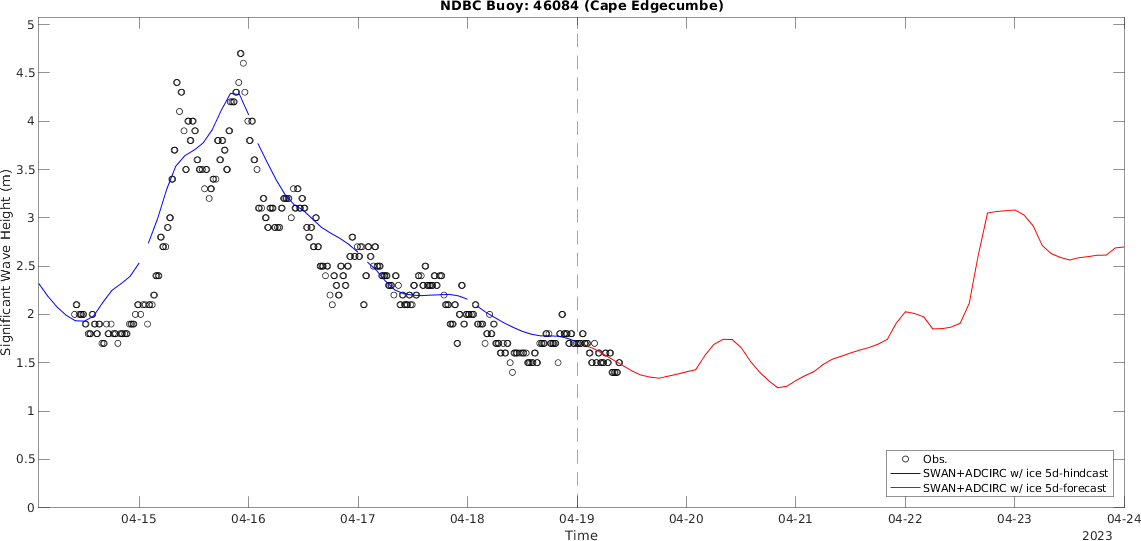 NDBC Buoy: 46084 (Cape Edgecumbe)
5
4.5
4
3.5
3
2.5
2
1.5
1
0.5
0
Significant Wave Height (m)
Obs.
SWAN+ADCIRC w/ ice 5d-hindcast
SWAN+ADCIRC w/ ice 5d-forecast
04-15 04-16 04-17 04-18 04-19 04-20 04-21 04-22 04-23 04-24
Time
2023